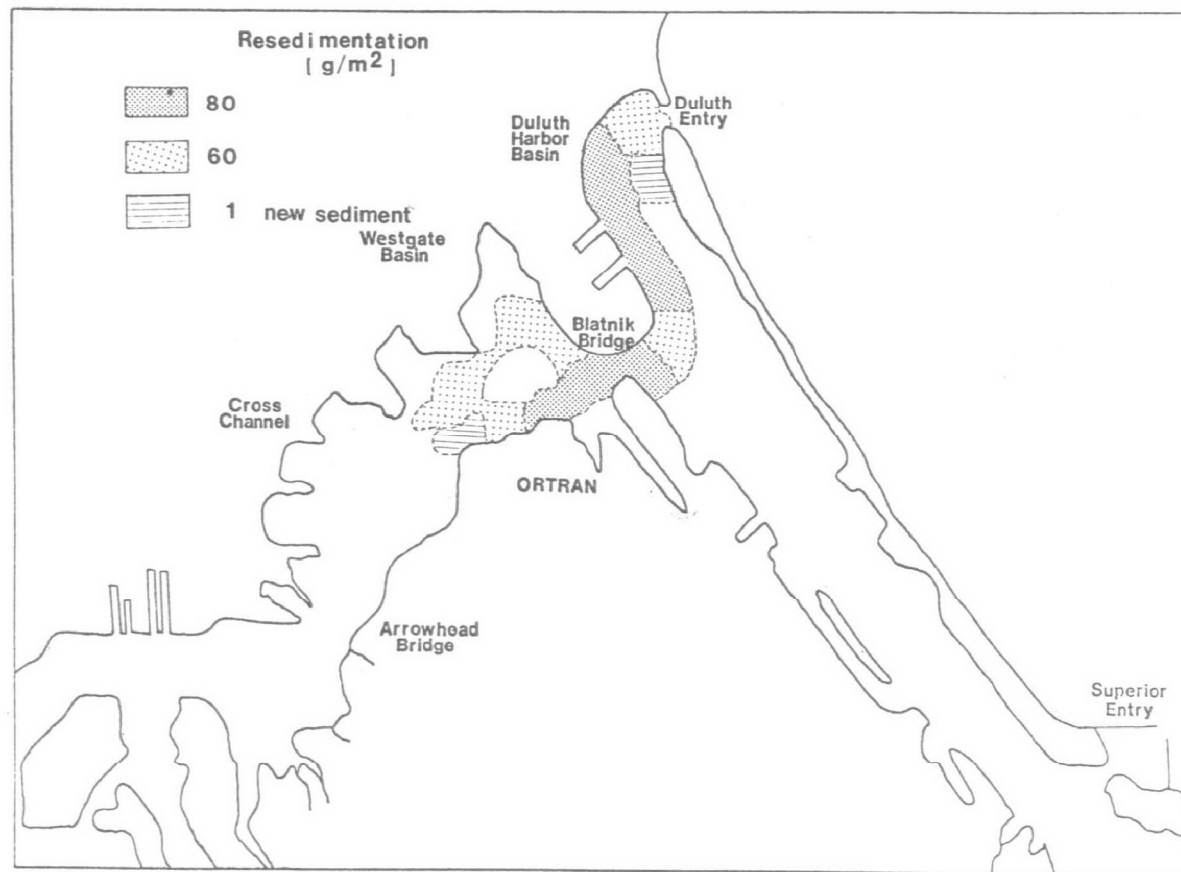 Resedimentation
[ g/m2 ]
80
60
1 new sediment
Duluth
Entry
Duluth
Harbor
Basin
Westgate
Basin
Blatnik
Bridge
Cross
Channel
ORTRAN
Arrowhead
Bridge
Superior
Entry